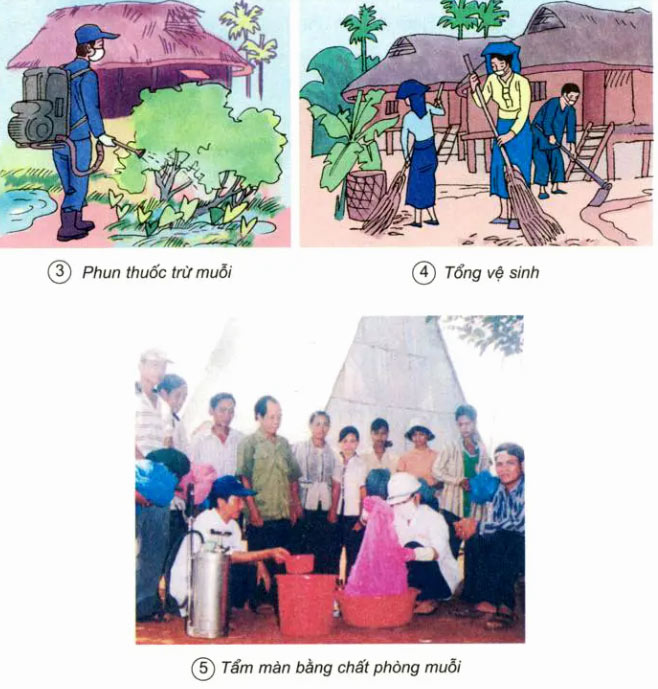 3 Phun thuốc trừ muỗi
4 Tổng vệ sinh
5 Tẩm màn bằng chất phòng muỗi